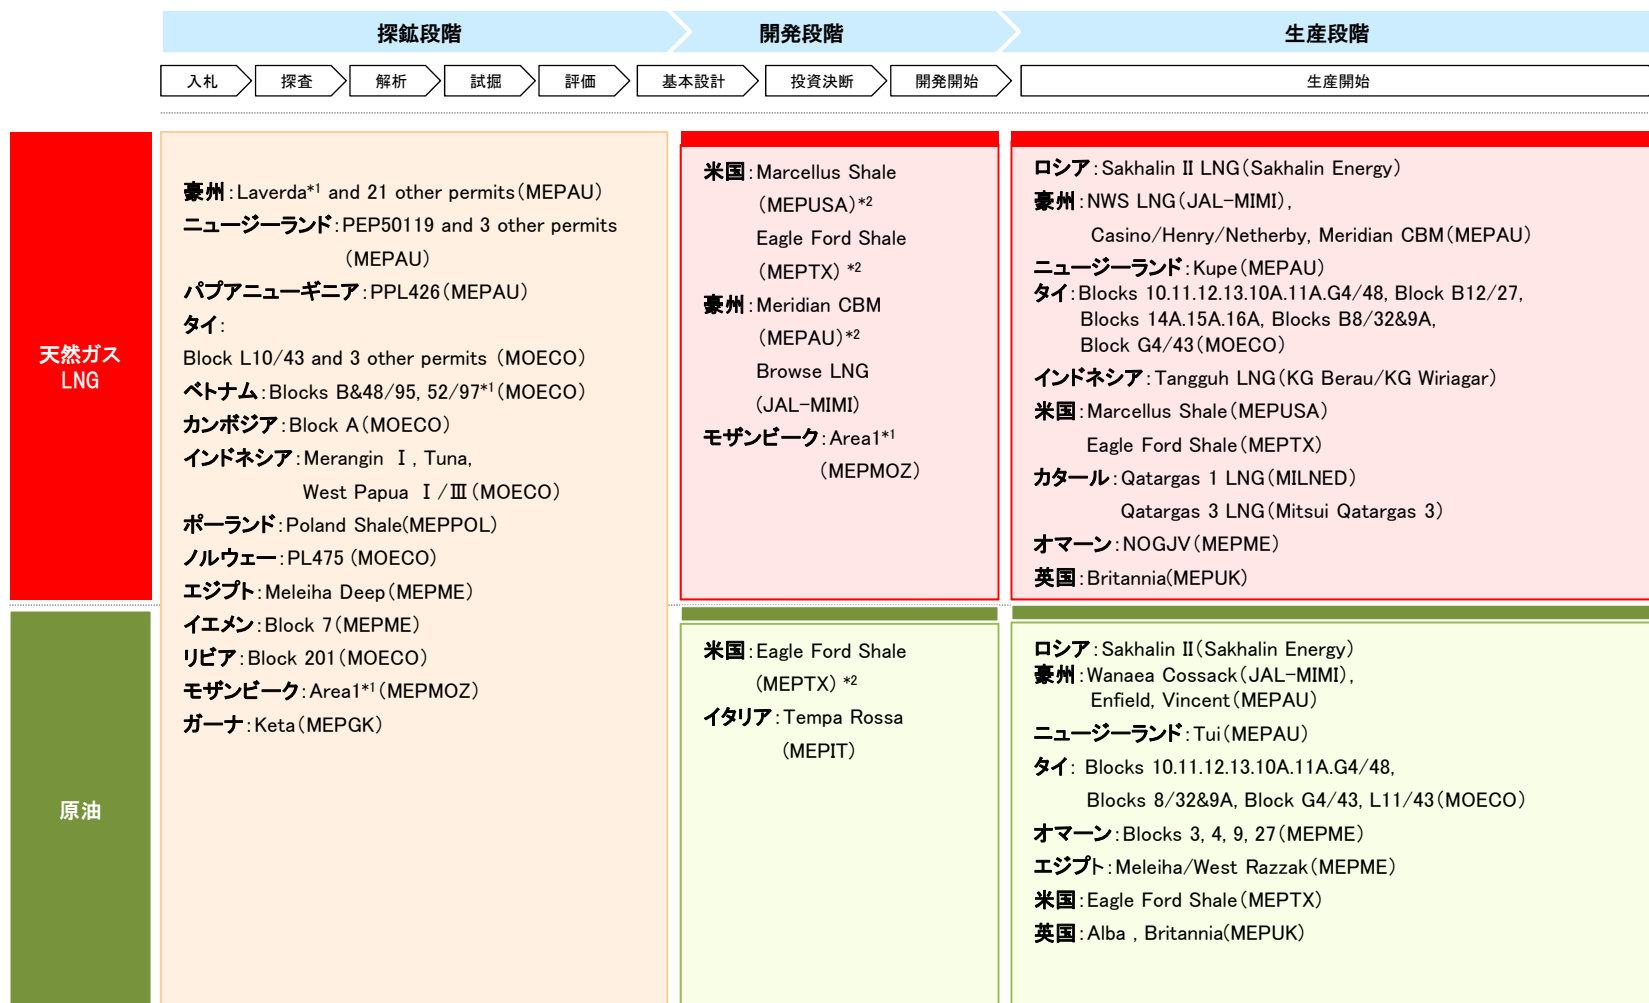 探鉱段階
開発段階
生産段階
入札
探査
解析
試掘
評価
基本設計
投資決断
開発開始
生産開始
天然ガス
LNG
豪州:Laverda*1 and 21 other permits(MEPAU)
ニュージーランド:PEP50119 and 3 other permits
(MEPAU)
パプアニューギニア:PPL426(MEPAU)
タイ:
Block L10/43 and 3 other permits (MOECO)
ベトナム:Blocks B&48/95, 52/97*1(MOECO)
カンボジア:Block A(MOECO)
インドネシア:Merangin Ⅰ, Tuna,
West Papua Ⅰ/Ⅲ(MOECO)
ポーランド:Poland Shale(MEPPOL)
ノルウェー:PL475 (MOECO)
エジプト:Meleiha Deep(MEPME)
イエメン:Block 7(MEPME)
リビア:Block 201(MOECO)
モザンビーク:Area1*1(MEPMOZ)
ガーナ:Keta(MEPGK)
米国:Marcellus Shale
(MEPUSA)*2
Eagle Ford Shale
(MEPTX) *2
豪州:Meridian CBM
(MEPAU)*2
Browse LNG
(JAL-MIMI)
モザンビーク:Area1*1
(MEPMOZ)
ロシア:Sakhalin II LNG(Sakhalin Energy)
豪州:NWS LNG(JAL-MIMI),
Casino/Henry/Netherby, Meridian CBM(MEPAU)
ニュージーランド:Kupe(MEPAU)
タイ:Blocks 10.11.12.13.10A.11A.G4/48, Block B12/27,
Blocks 14A.15A.16A, Blocks B8/32&9A,
Block G4/43(MOECO)
インドネシア:Tangguh LNG(KG Berau/KG Wiriagar)
米国:Marcellus Shale(MEPUSA)
Eagle Ford Shale(MEPTX)
カタール:Qatargas 1 LNG(MILNED)
Qatargas 3 LNG(Mitsui Qatargas 3)
オマーン:NOGJV(MEPME)
英国:Britannia(MEPUK)
原油
米国:Eagle Ford Shale
(MEPTX) *2
イタリア:Tempa Rossa
(MEPIT)
ロシア:Sakhalin II(Sakhalin Energy)
豪州:Wanaea Cossack(JAL-MIMI),
Enfield, Vincent(MEPAU)
ニュージーランド:Tui(MEPAU)
タイ: Blocks 10.11.12.13.10A.11A.G4/48,
Blocks 8/32&9A, Block G4/43, L11/43(MOECO)
オマーン:Blocks 3, 4, 9, 27(MEPME)
エジプト:Meleiha/West Razzak(MEPME)
米国:Eagle Ford Shale(MEPTX)
英国:Alba , Britannia(MEPUK)